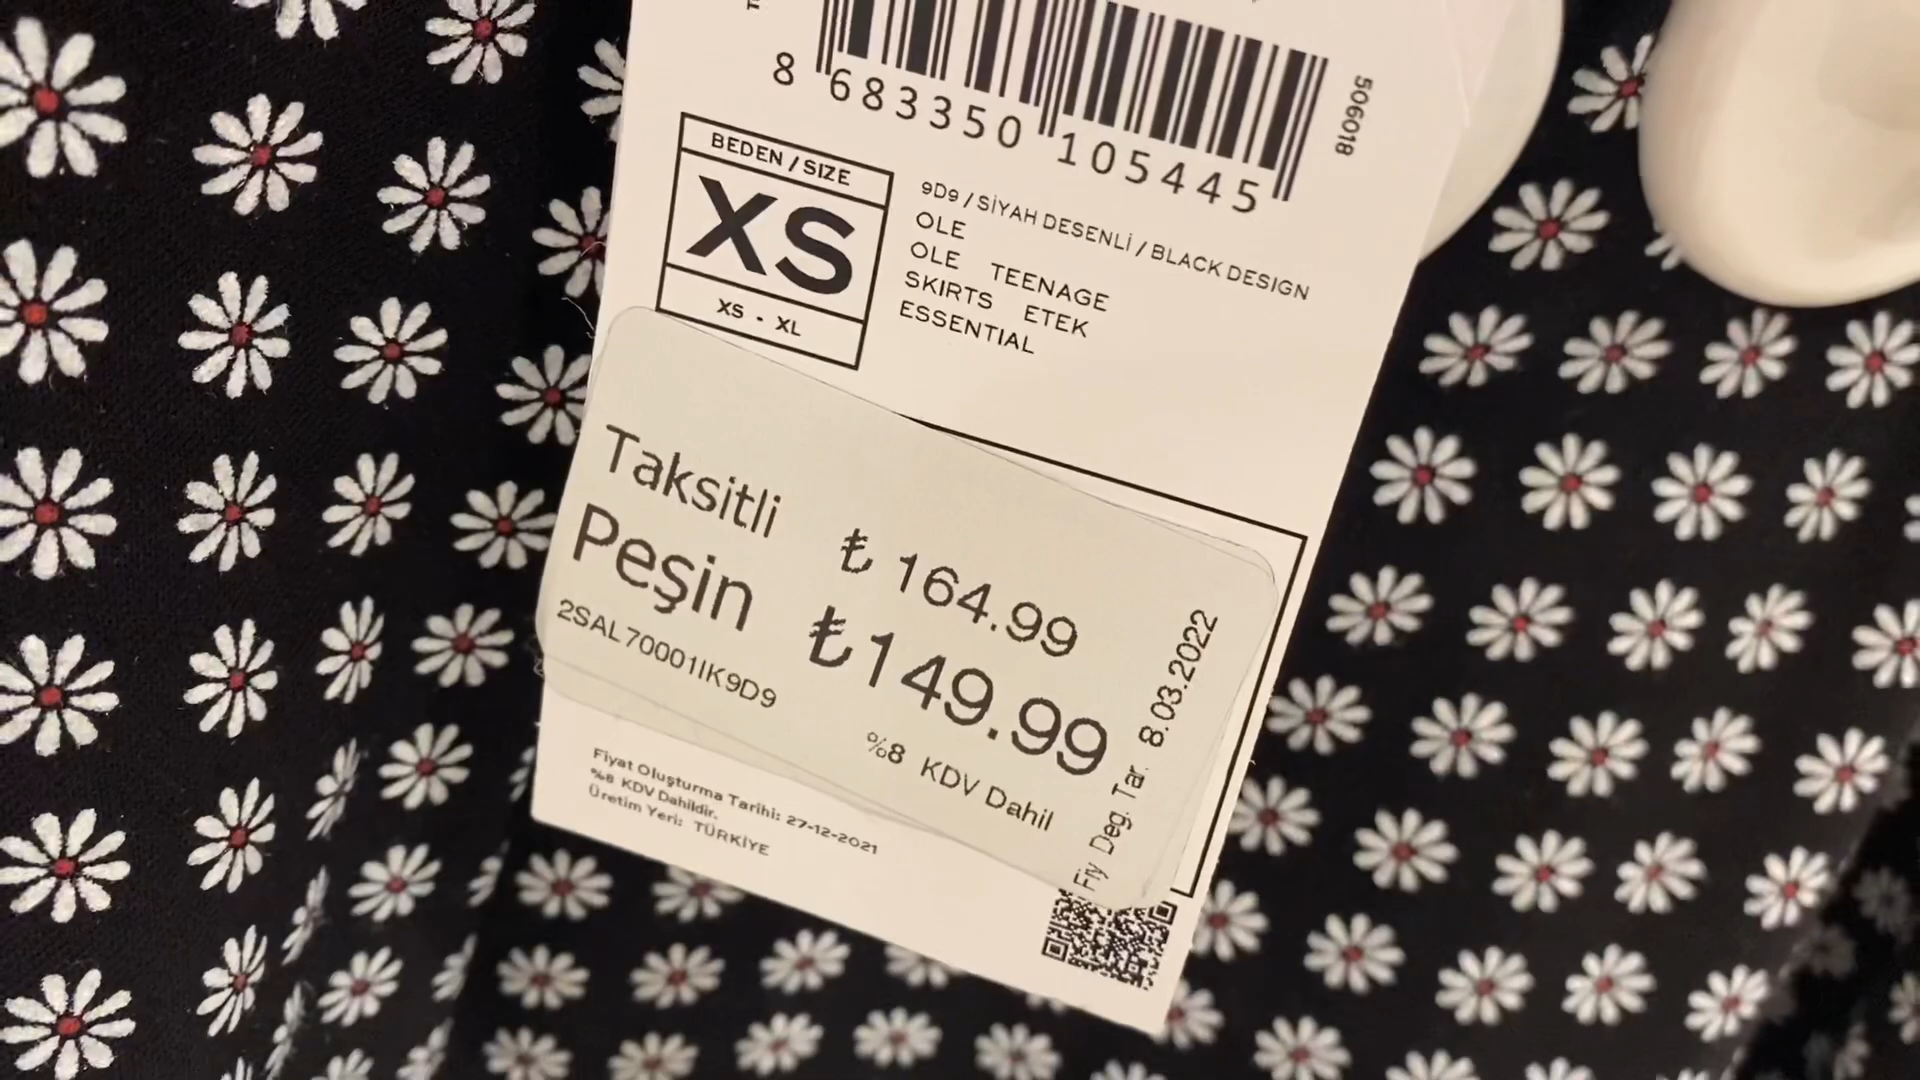 8 683350 105445
506018
BEDEN / SIZE
XS
XS - XL
9D9 / SİYAH DESENLİ / BLACK DESIGN
OLE
OLE TEENAGE
SKIRTS ETEK
ESSENTIAL
Taksitli ₺ 164.99
Peşin ₺149.99
2SAL70001IK9D9
%8 KDV Dahil
Fiy Deg. Tar. 8.03.2022
Fiyat Oluşturma Tarihi: 27-12-2021
%8 KDV Dahildir.
Üretim Yeri: TÜRKİYE